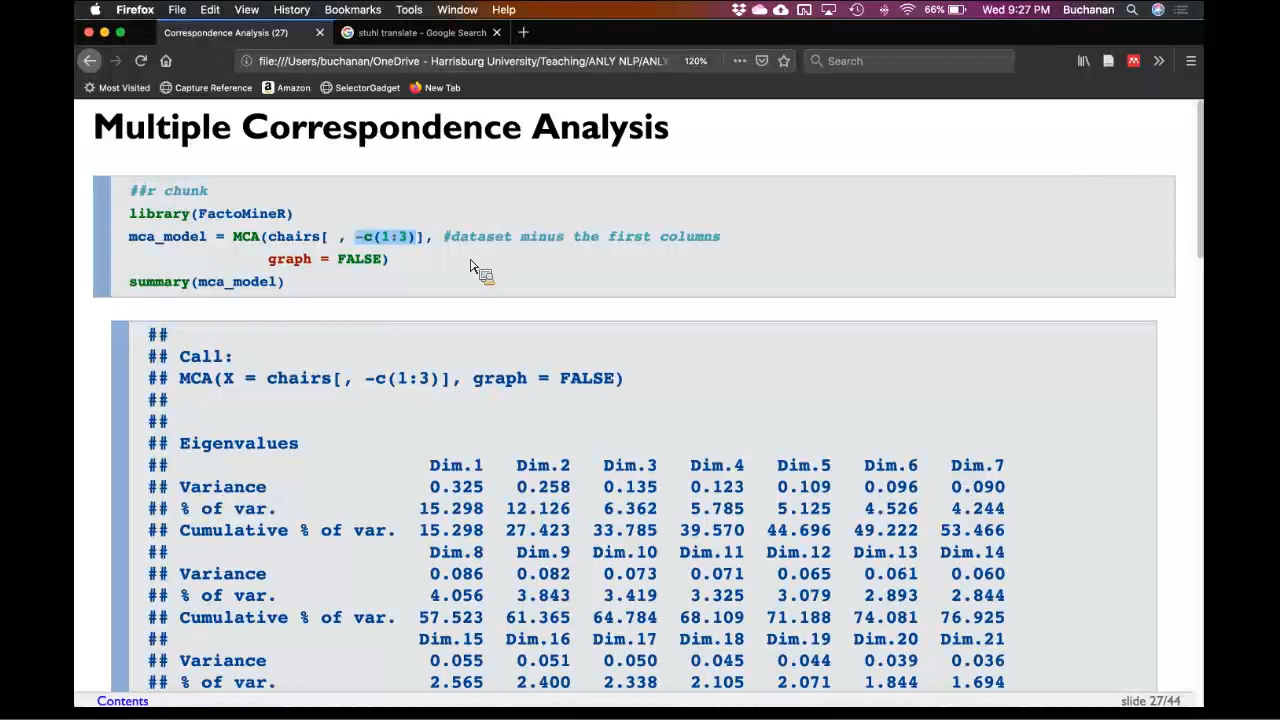 Firefox File Edit View History Bookmarks Tools Window Help 66% Wed 9:27 PM Buchanan
Correspondence Analysis (27) stuhl translate - Google Search
file:///Users/buchanan/OneDrive - Harrisburg University/Teaching/ANLY NLP/ANLY 120% Search
Most Visited Capture Reference Amazon SelectorGadget New Tab
Multiple Correspondence Analysis
##r chunk
library(FactoMineR)
mca_model = MCA(chairs[ , -c(1:3)], #dataset minus the first columns
graph = FALSE)
summary(mca_model)
##
## Call:
## MCA(X = chairs[, -c(1:3)], graph = FALSE)
##
##
## Eigenvalues
## Dim.1 Dim.2 Dim.3 Dim.4 Dim.5 Dim.6 Dim.7
## Variance 0.325 0.258 0.135 0.123 0.109 0.096 0.090
## % of var. 15.298 12.126 6.362 5.785 5.125 4.526 4.244
## Cumulative % of var. 15.298 27.423 33.785 39.570 44.696 49.222 53.466
## Dim.8 Dim.9 Dim.10 Dim.11 Dim.12 Dim.13 Dim.14
## Variance 0.086 0.082 0.073 0.071 0.065 0.061 0.060
## % of var. 4.056 3.843 3.419 3.325 3.079 2.893 2.844
## Cumulative % of var. 57.523 61.365 64.784 68.109 71.188 74.081 76.925
## Dim.15 Dim.16 Dim.17 Dim.18 Dim.19 Dim.20 Dim.21
## Variance 0.055 0.051 0.050 0.045 0.044 0.039 0.036
## % of var. 2.565 2.400 2.338 2.105 2.071 1.844 1.694
Contents slide 27/44